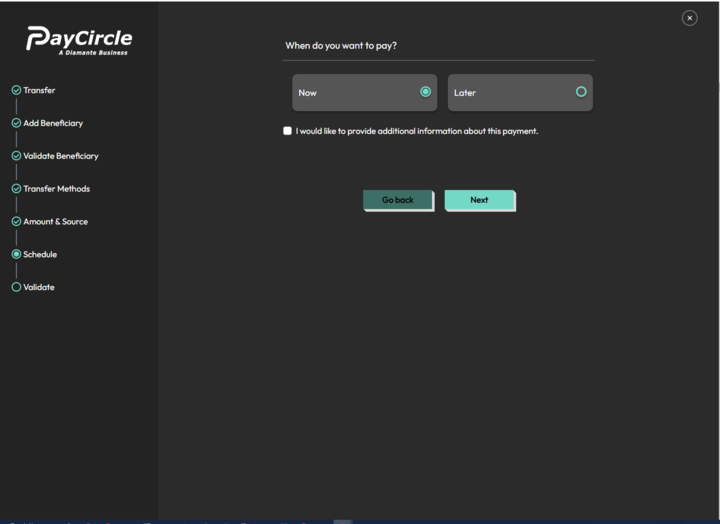 PayCircle
A Diamante Business
Transfer
Add Beneficiary
Validate Beneficiary
Transfer Methods
Amount & Source
Schedule
Validate
When do you want to pay?
Now
Later
I would like to provide additional information about this payment.
Go back
Next